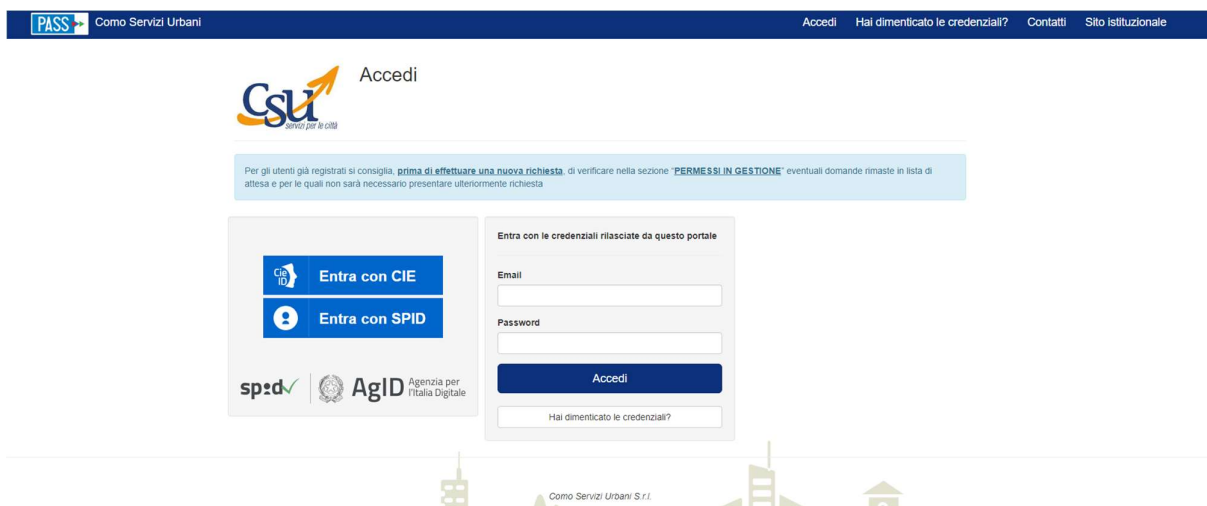 PASS Como Servizi Urbani Accedi Hai dimenticato le credenziali? Contatti Sito istituzionale
Csu
servizi per le città
Accedi
Per gli utenti già registrati si consiglia, prima di effettuare una nuova richiesta, di verificare nella sezione "PERMESSI IN GESTIONE" eventuali domande rimaste in lista di
attesa e per le quali non sarà necessario presentare ulteriormente richiesta
Cie
ID
Entra con CIE
Entra con SPID
spid
AgID Agenzia per
l'Italia Digitale
Entra con le credenziali rilasciate da questo portale
Email
Password
Accedi
Hai dimenticato le credenziali?
Como Servizi Urbani S.r.l.